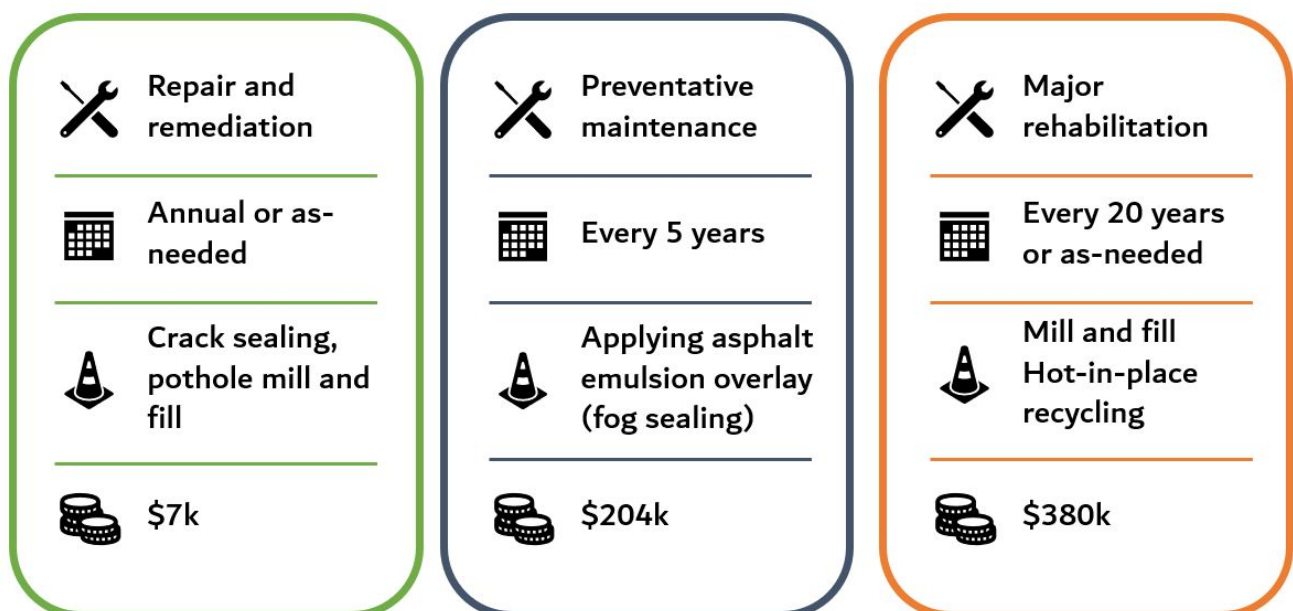 Repair and
remediation
Annual or as-
needed
Crack sealing,
pothole mill and
fill
$7k
Preventative
maintenance
Every 5 years
Applying asphalt
emulsion overlay
(fog sealing)
$204k
Major
rehabilitation
Every 20 years
or as-needed
Mill and fill
Hot-in-place
recycling
$380k